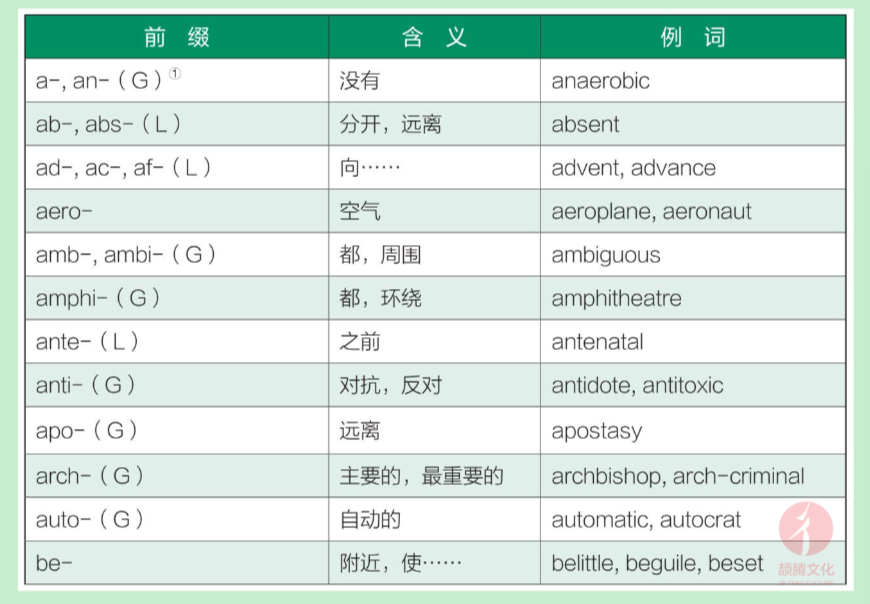 前 缀 含 义 例 词
a-, an-（G）① 没有 anaerobic
ab-, abs-（L） 分开，远离 absent
ad-, ac-, af-（L） 向…… advent, advance
aero- 空气 aeroplane, aeronaut
amb-, ambi-（G） 都，周围 ambiguous
amphi-（G） 都，环绕 amphitheatre
ante-（L） 之前 antenatal
anti-（G） 对抗，反对 antidote, antitoxic
apo-（G） 远离 apostasy
arch-（G） 主要的，最重要的 archbishop, arch-criminal
auto-（G） 自动的 automatic, autocrat
be- 附近，使…… belittle, beguile, beset
颉腾文化